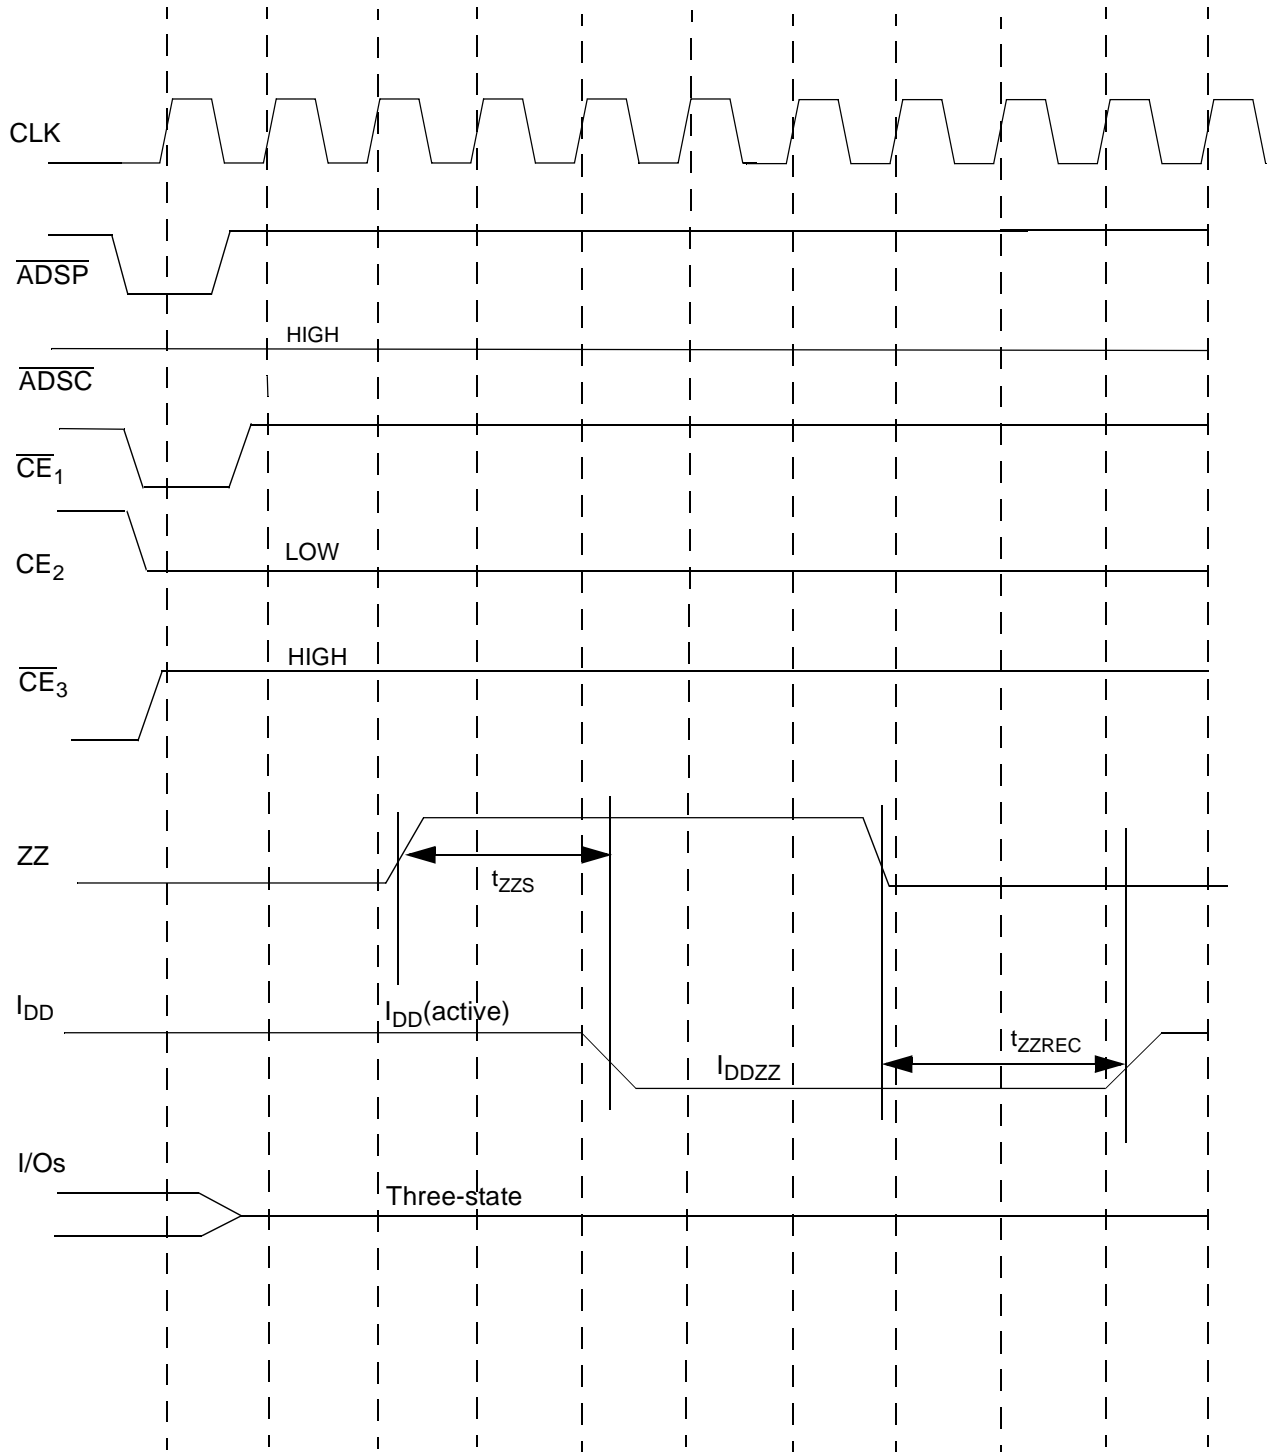 CLK
ADSP
HIGH
ADSC
CE1
LOW
CE2
HIGH
CE3
ZZ
tZZS
IDD
IDD(active)
tZZREC
IDDZZ
I/Os
Three-state